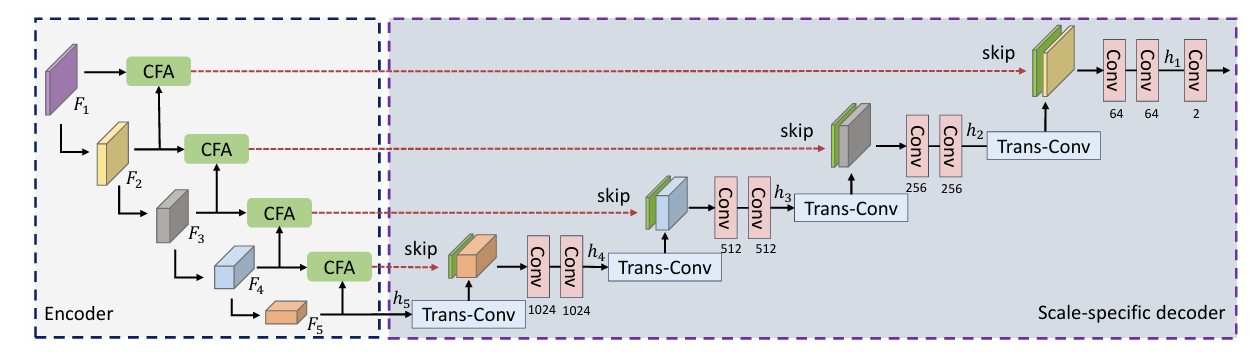 skip
h₁
CFA
Conv
Conv
Conv
F₁
64
64
2
skip
h₂
CFA
Conv
Conv
Trans-Conv
F₂
256
256
skip
h₃
CFA
Conv
Conv
Trans-Conv
F₃
512
512
skip
h₄
CFA
Conv
Conv
Trans-Conv
F₄
1024
1024
h₅
Encoder
F₅
Trans-Conv
Scale-specific decoder